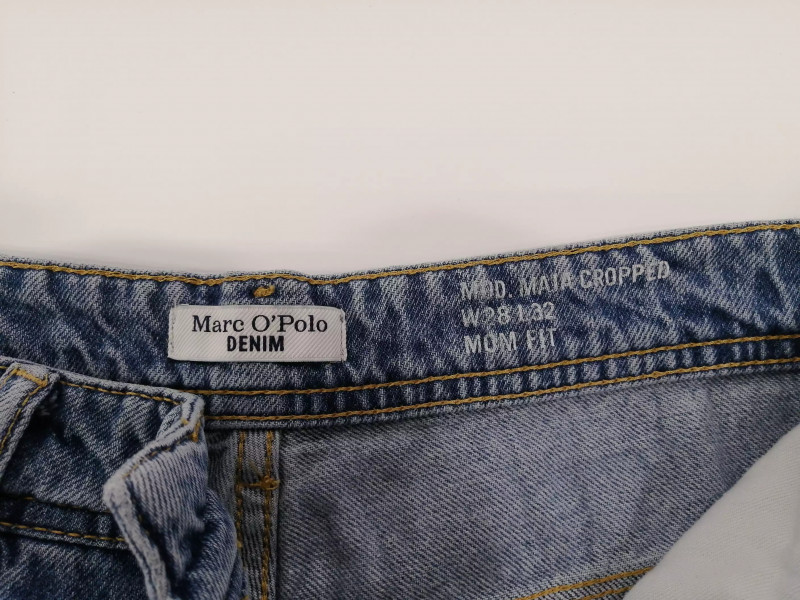 Marc O'Polo
DENIM
MOD. MAIA CROPPED
W28 L32
MOM FIT